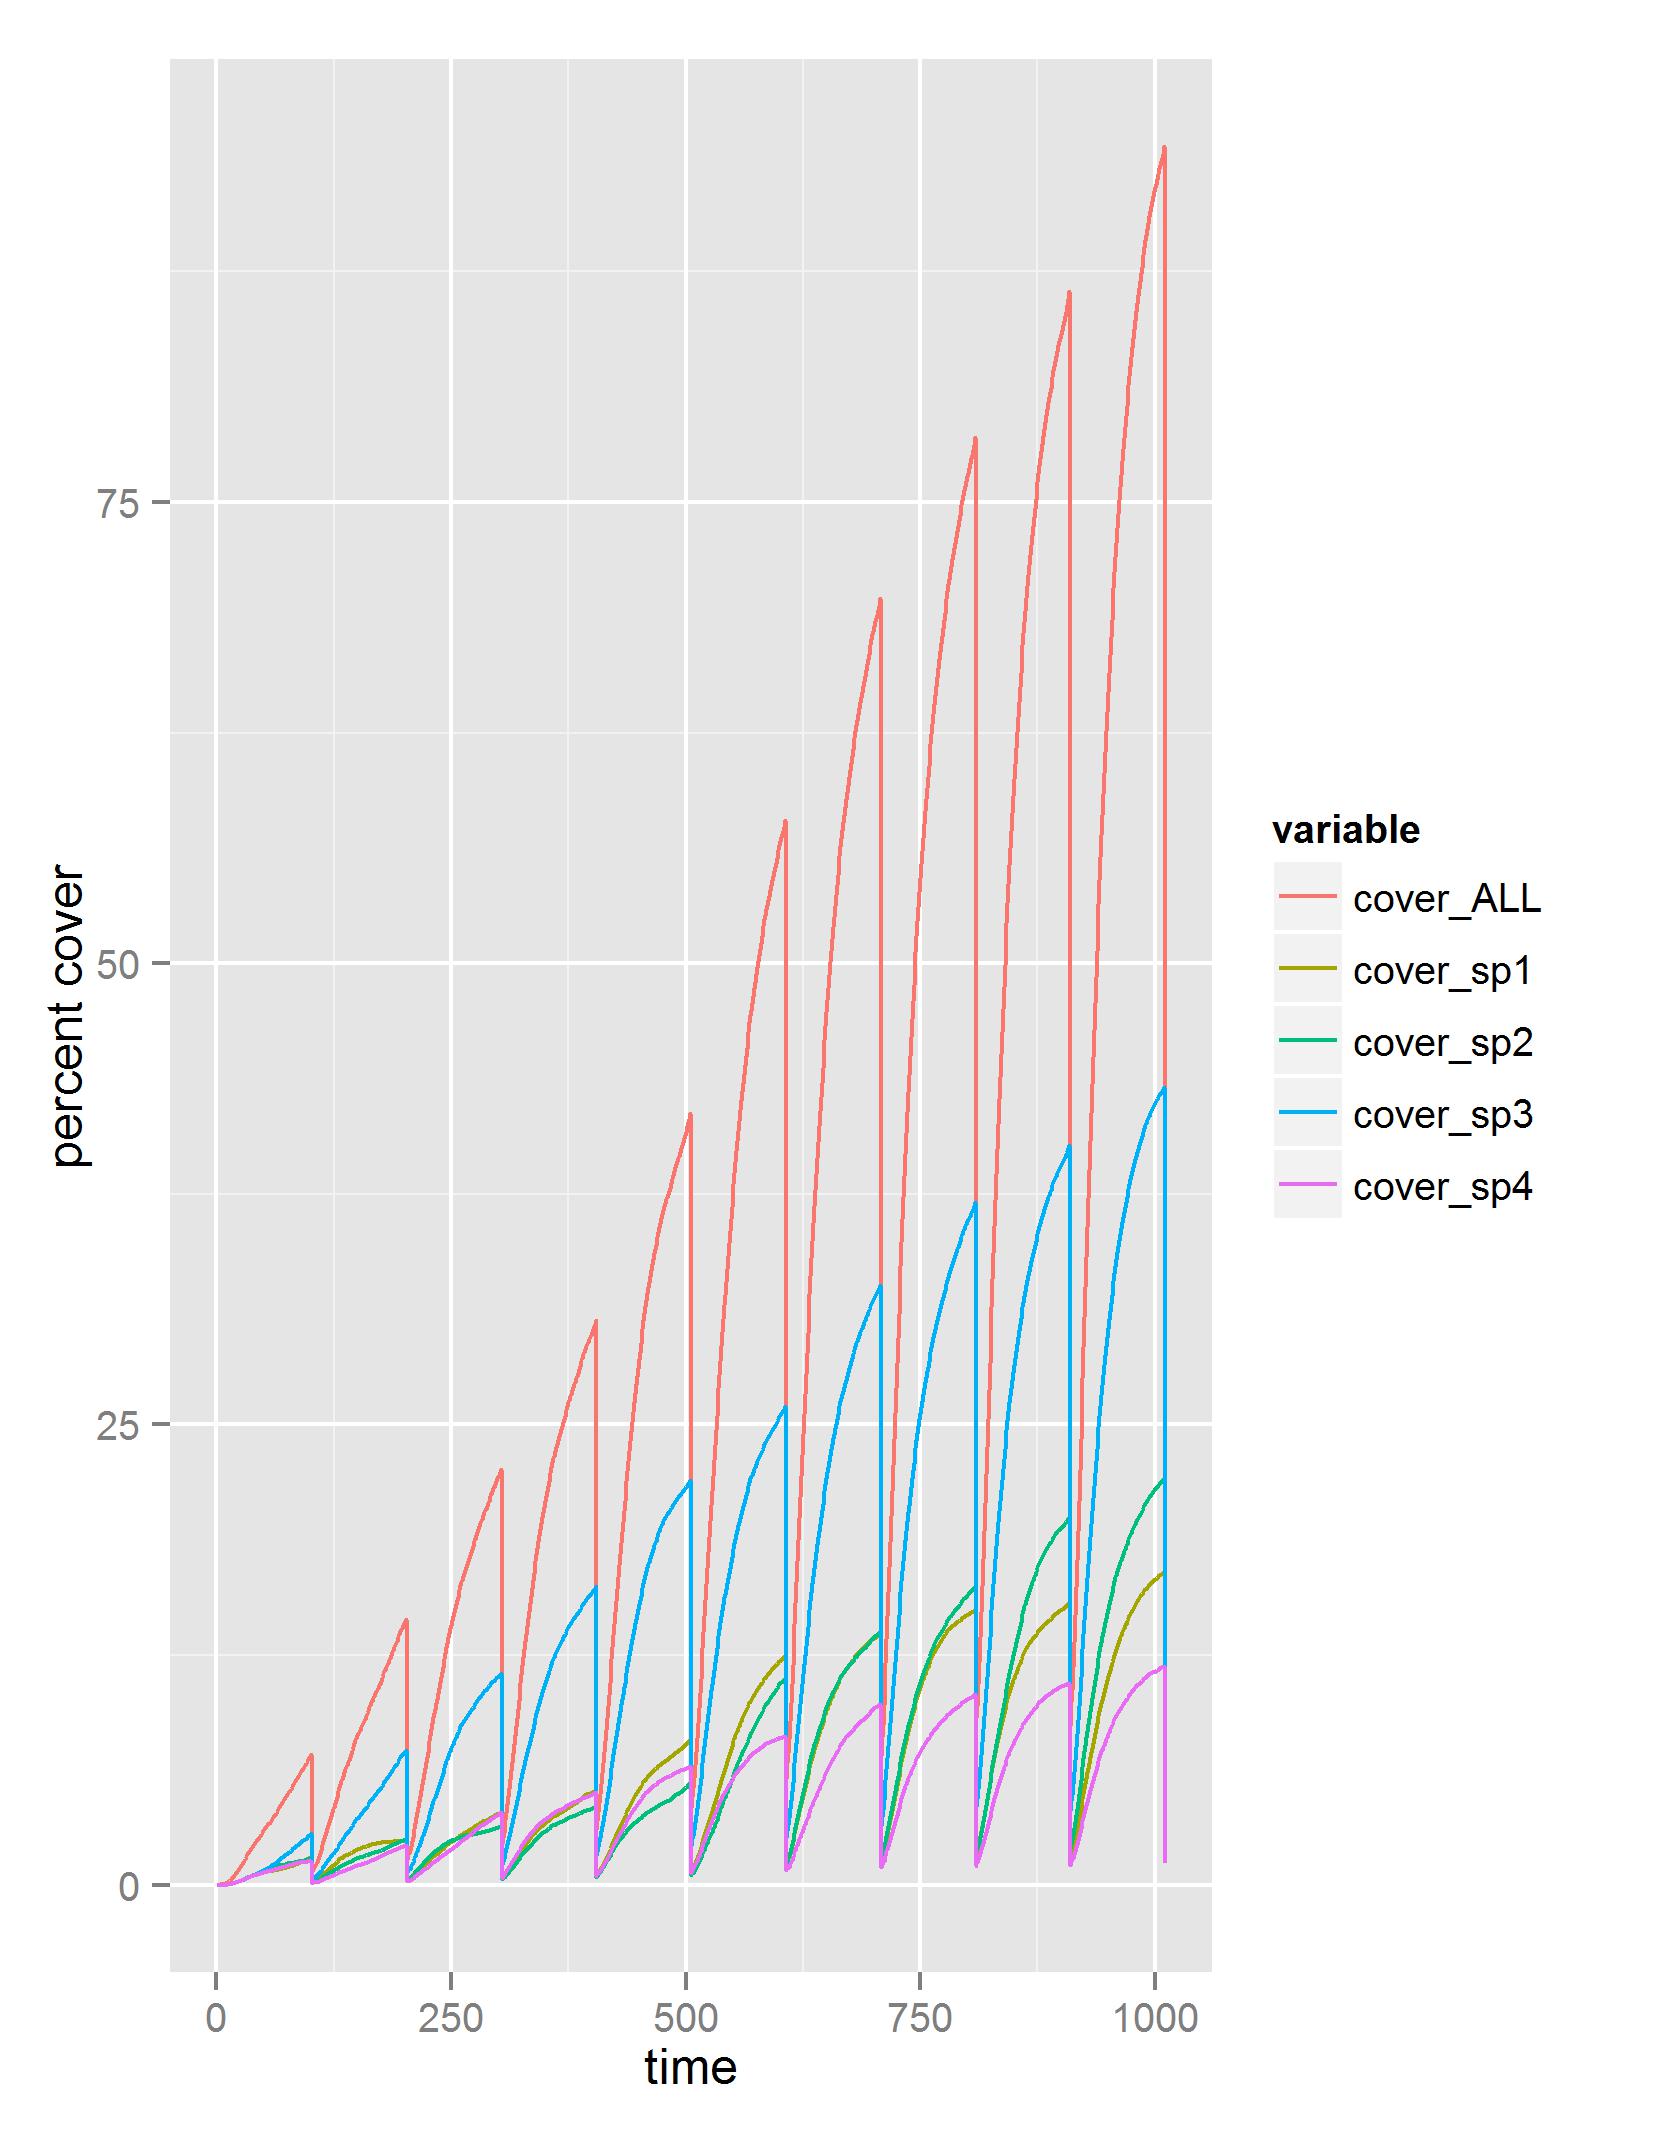 75
50
25
0
percent cover
0 250 500 750 1000
time
variable
cover_ALL
cover_sp1
cover_sp2
cover_sp3
cover_sp4